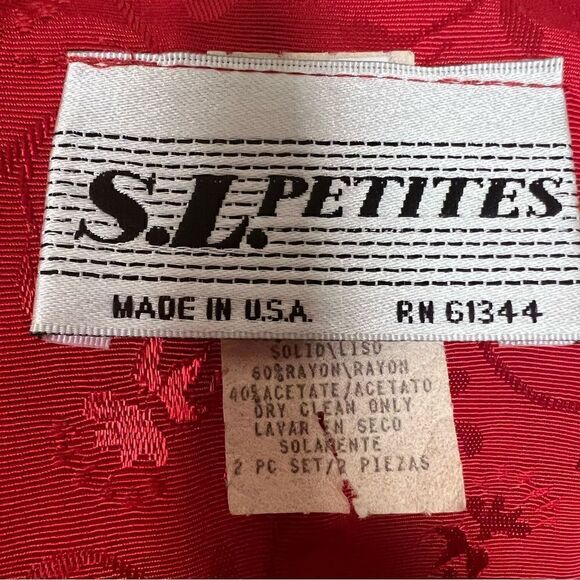 S.L. PETITES
MADE IN U.S.A. RN 61344
SOLID\LISO
60%RAYON\RAYON
40%ACETATE/ACETATO
DRY CLEAN ONLY
LAVAR EN SECO
SOLAMENTE
2 PC SET/2 PIEZAS